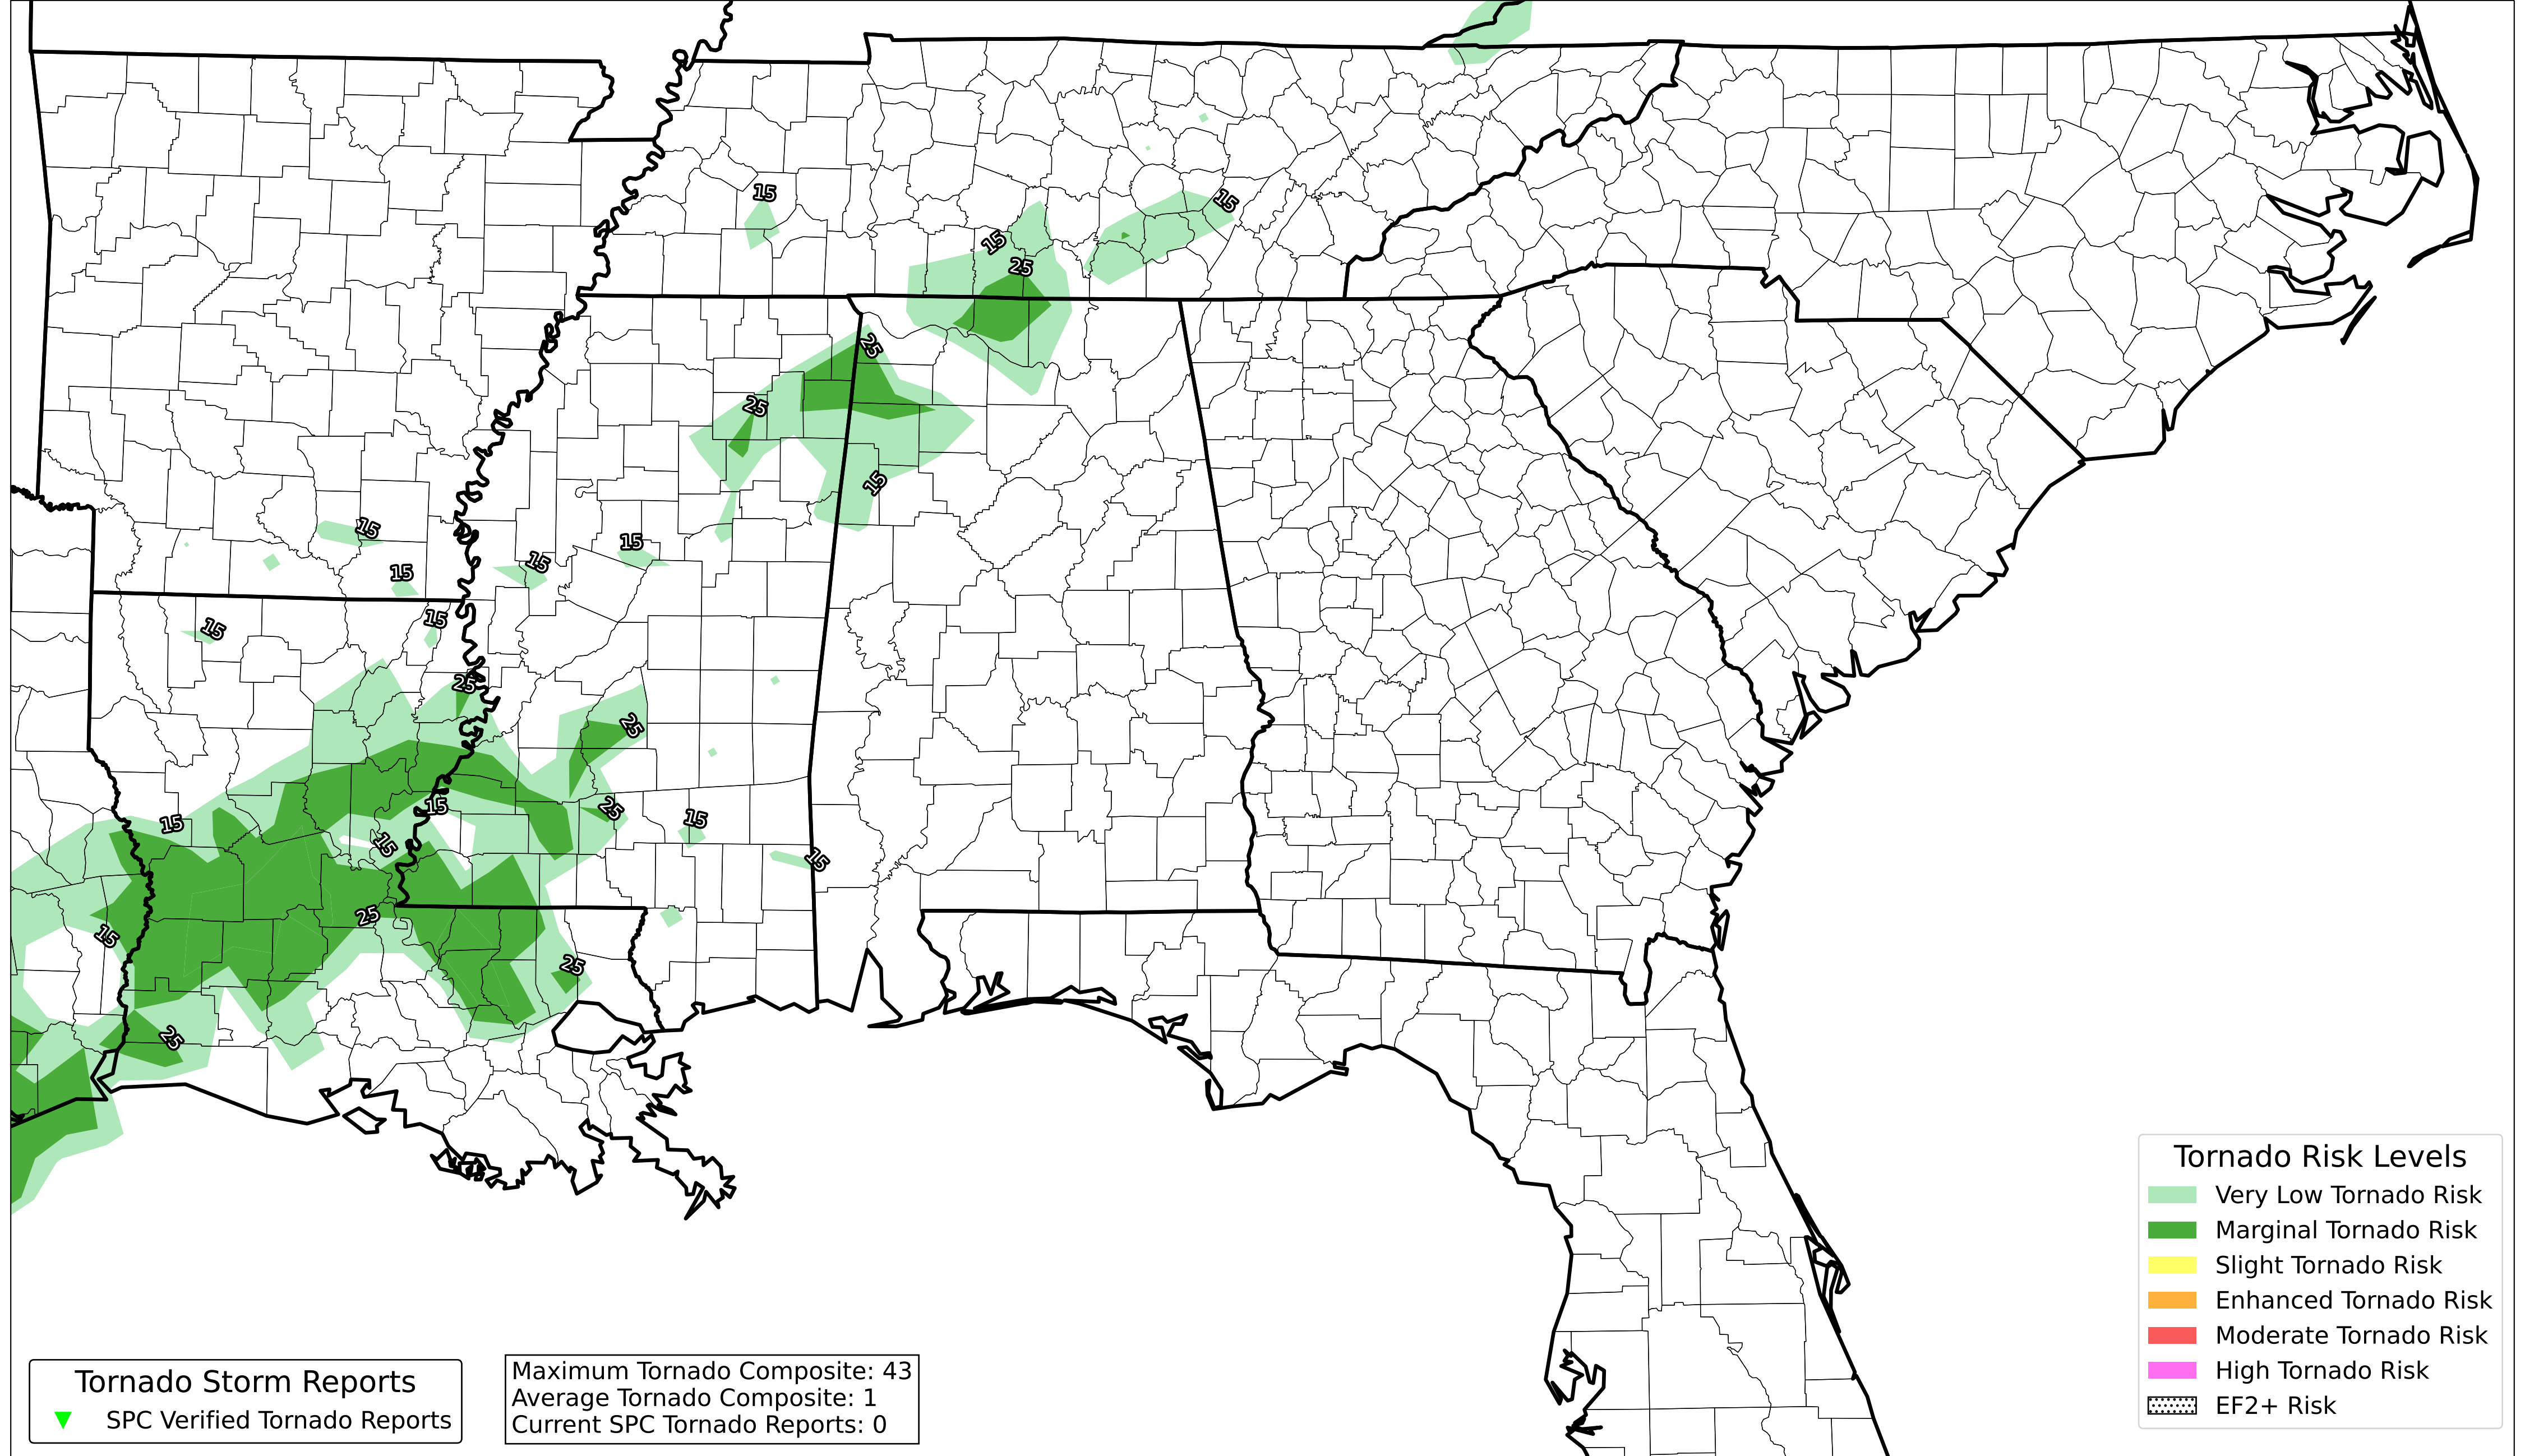 15
15
15
25
25
25
15
15
15
15
15
15
15
25
25
15
25
15
15
15
15
25
15
25
25
Tornado Risk Levels
Very Low Tornado Risk
Marginal Tornado Risk
Slight Tornado Risk
Enhanced Tornado Risk
Moderate Tornado Risk
High Tornado Risk
EF2+ Risk
Tornado Storm Reports
SPC Verified Tornado Reports
Maximum Tornado Composite: 43
Average Tornado Composite: 1
Current SPC Tornado Reports: 0